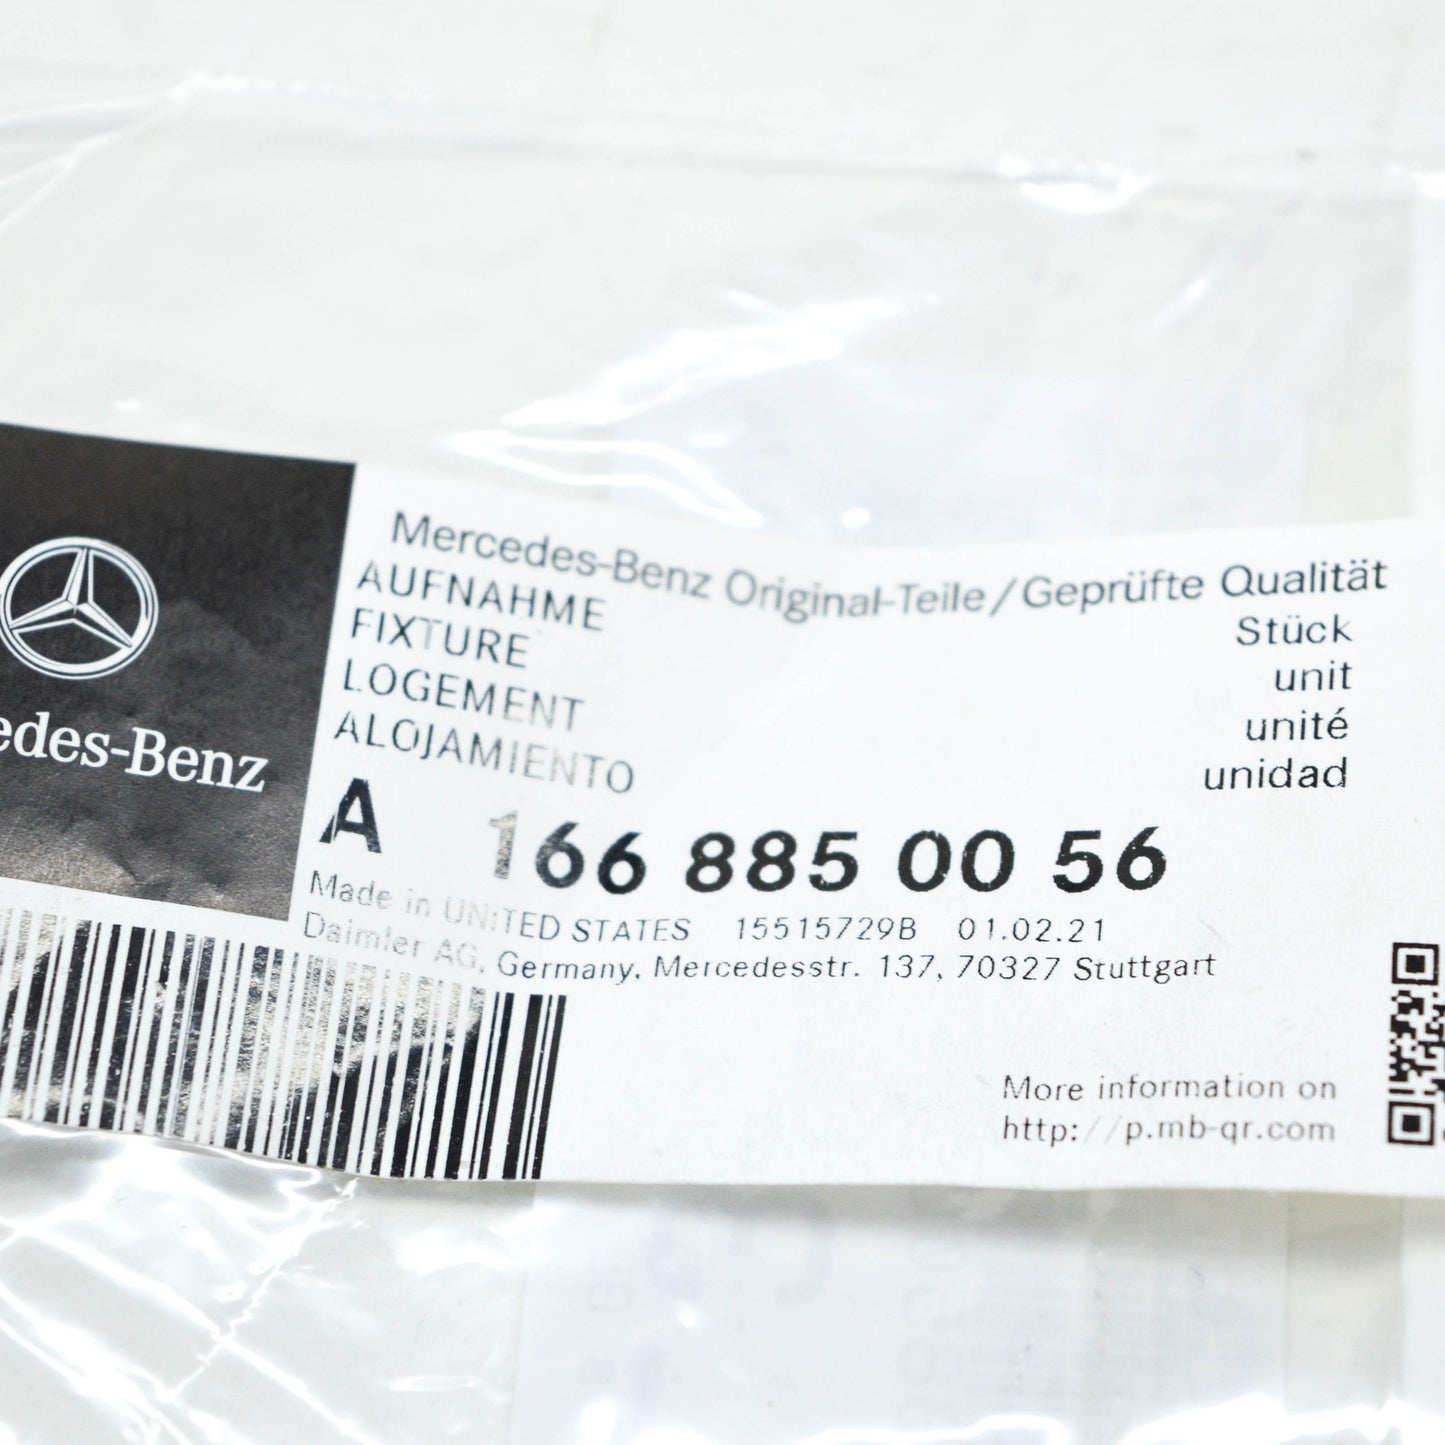 edes-Benz
Mercedes-Benz Original-Teile/Geprüfte Qualität
AUFNAHME
FIXTURE
LOGEMENT
ALOJAMIENTO
Stück
unit
unité
unidad
A 166 885 00 56
Made in UNITED STATES 15515729B 01.02.21
Daimler AG, Germany, Mercedesstr. 137, 70327 Stuttgart
More information on
http://p.mb-qr.com